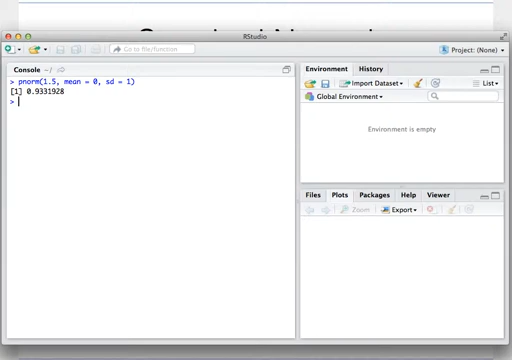 RStudio
Go to file/function
Project: (None)
Console ~/
> pnorm(1.5, mean = 0, sd = 1)
[1] 0.9331928
>
Environment History
Import Dataset List
Global Environment
Environment is empty
Files Plots Packages Help Viewer
Zoom Export